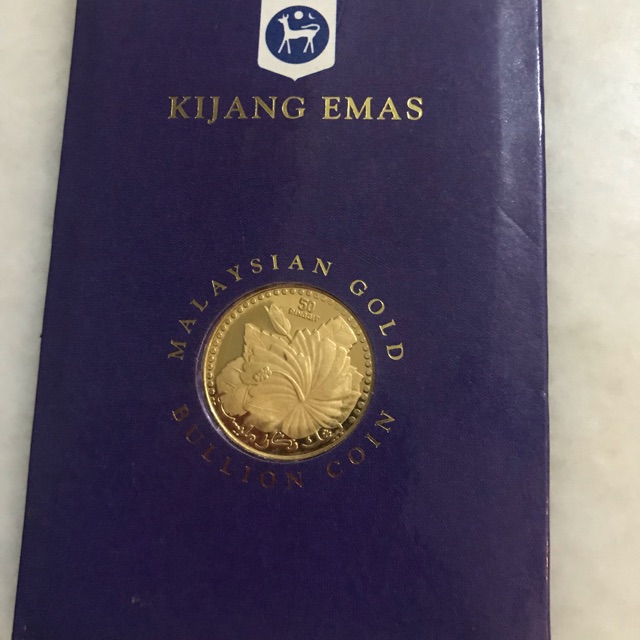 KIJANG EMAS
MALAYSIAN GOLD
50
RINGGIT
BULLION COIN